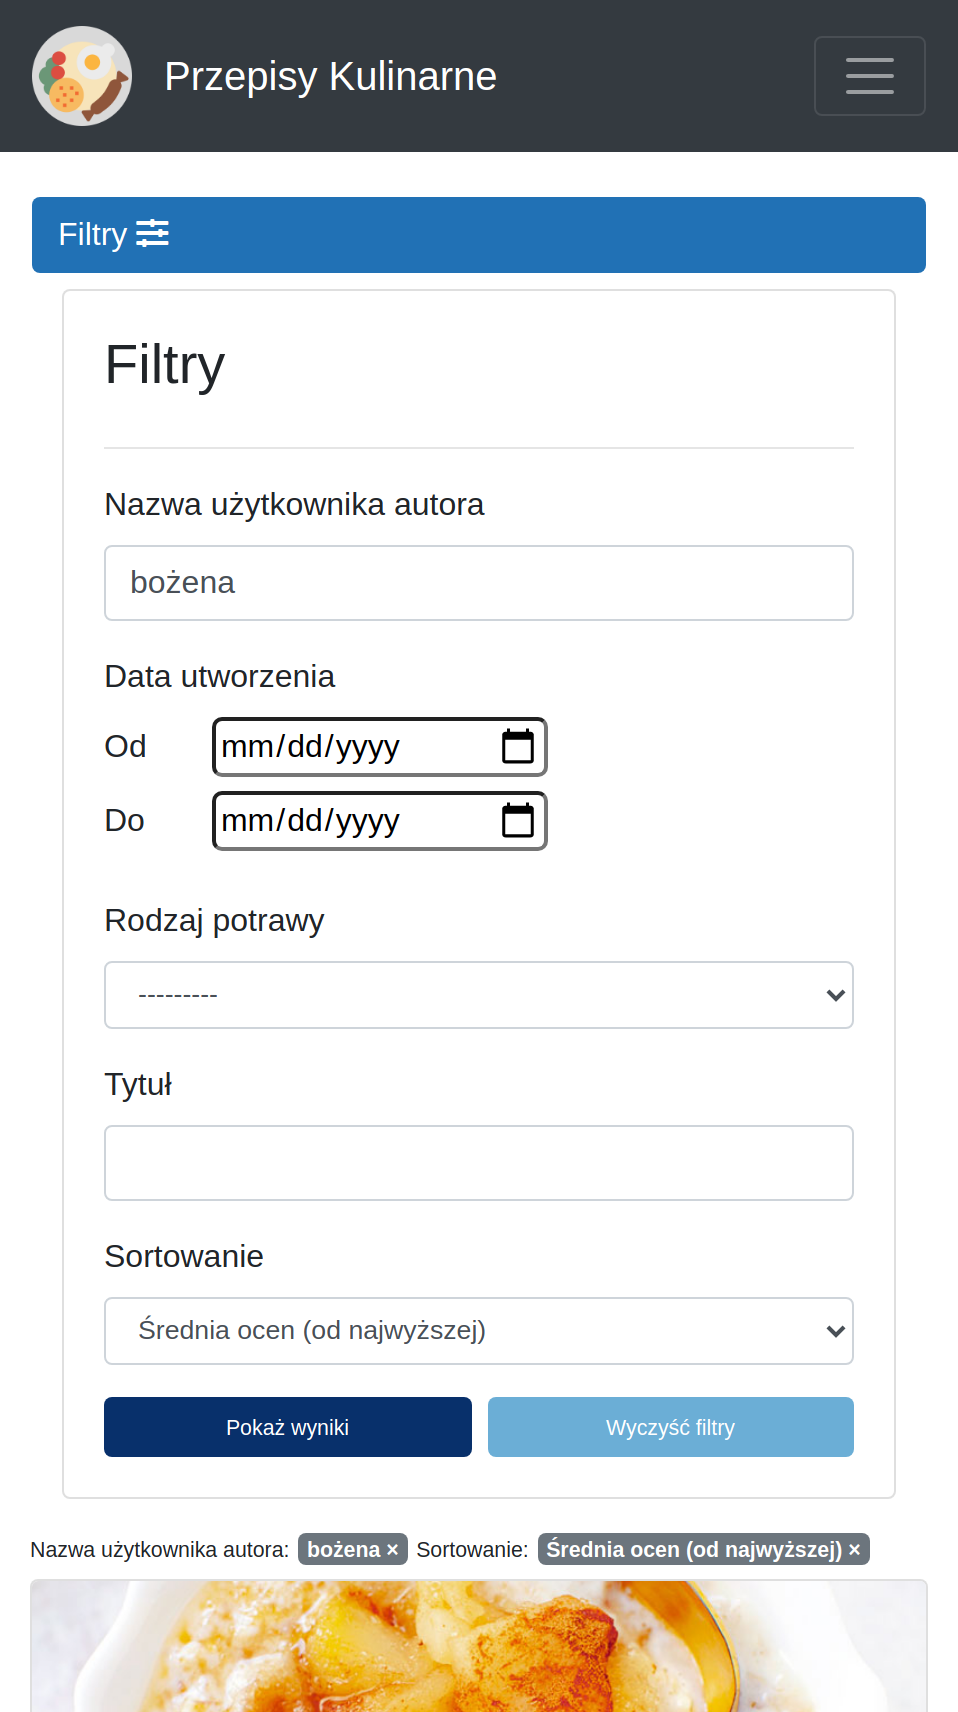 Przepisy Kulinarne
Filtry
Filtry
Nazwa użytkownika autora
bożena
Data utworzenia
Od mm/dd/yyyy
Do mm/dd/yyyy
Rodzaj potrawy
---------
Tytuł
Sortowanie
Średnia ocen (od najwyższej)
Pokaż wyniki Wyczyść filtry
Nazwa użytkownika autora: bożena × Sortowanie: Średnia ocen (od najwyższej) ×